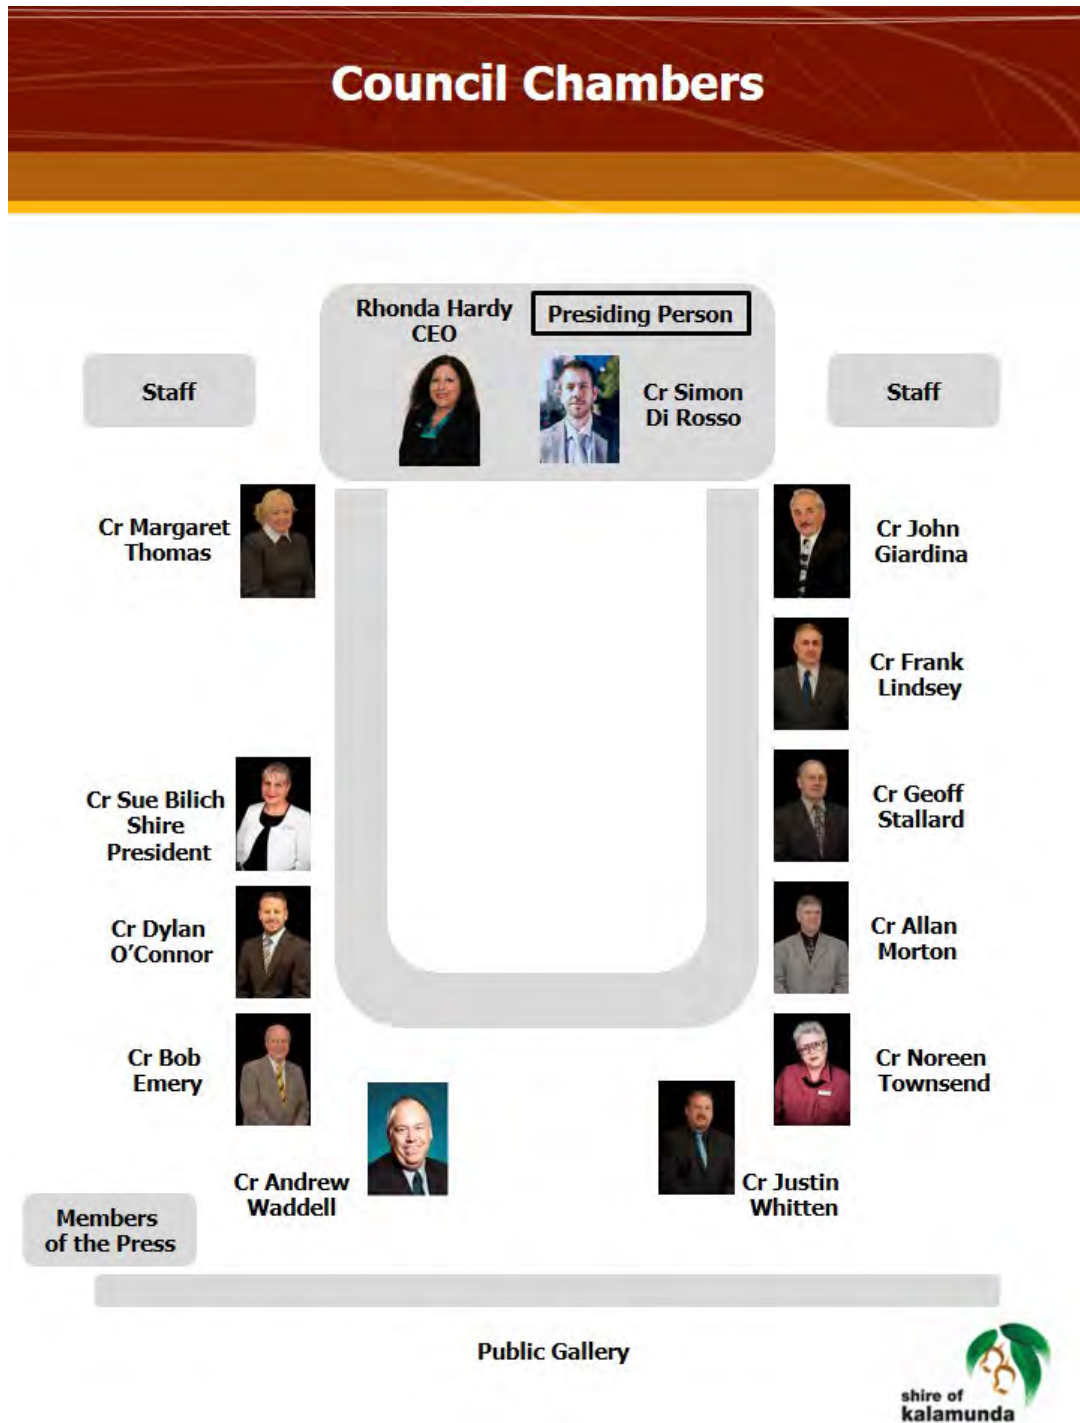 Council Chambers
Rhonda Hardy
CEO
Presiding Person
Cr Simon
Di Rosso
Staff
Staff
Cr Margaret
Thomas
Cr John
Giardina
Cr Frank
Lindsey
Cr Sue Bilich
Shire
President
Cr Geoff
Stallard
Cr Dylan
O'Connor
Cr Allan
Morton
Cr Bob
Emery
Cr Noreen
Townsend
Cr Andrew
Waddell
Cr Justin
Whitten
Members
of the Press
Public Gallery
shire of
kalamunda